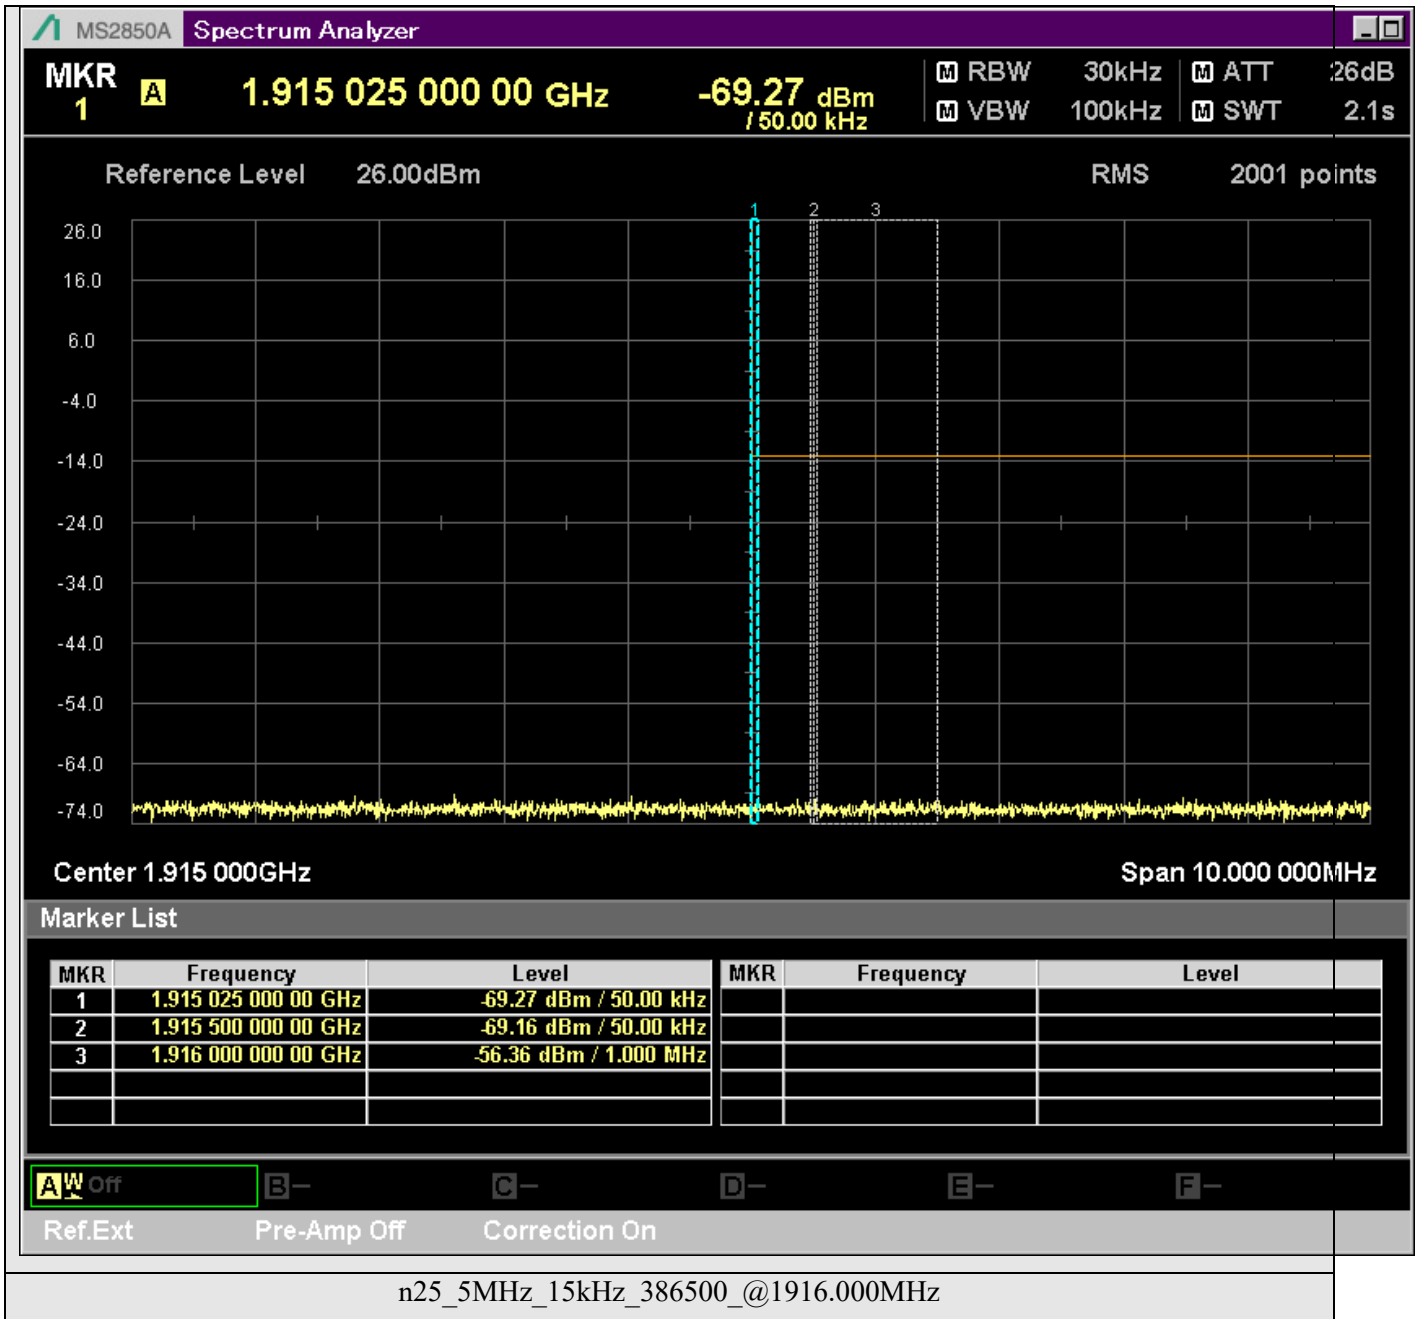 MS2850A Spectrum Analyzer
MKR 1 A 1.915 025 000 00 GHz -69.27 dBm / 50.00 kHz
M RBW 30kHz M ATT 26dB
M VBW 100kHz M SWT 2.1s
Reference Level 26.00dBm RMS 2001 points
1 2 3
26.0
16.0
6.0
-4.0
-14.0
-24.0
-34.0
-44.0
-54.0
-64.0
-74.0
Center 1.915 000GHz Span 10.000 000MHz
Marker List
MKR Frequency Level MKR Frequency Level
1 1.915 025 000 00 GHz -69.27 dBm / 50.00 kHz
2 1.915 500 000 00 GHz -69.16 dBm / 50.00 kHz
3 1.916 000 000 00 GHz -56.36 dBm / 1.000 MHz
A W Off B - C - D - E - F -
Ref.Ext Pre-Amp Off Correction On
n25_5MHz_15kHz_386500_@1916.000MHz